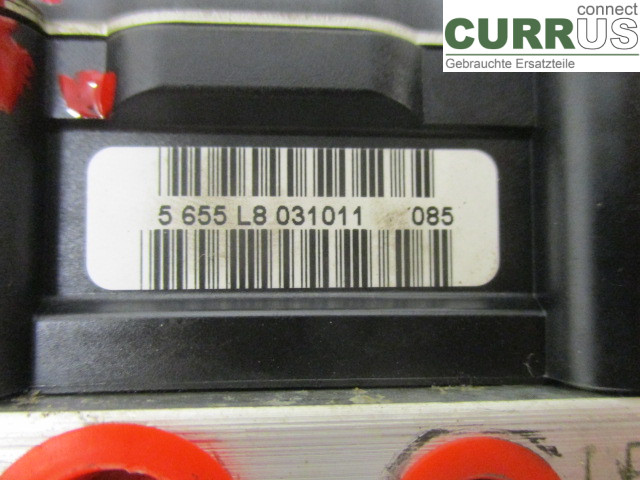 connect
CURRUS
Gebrauchte Ersatzteile
5 655 L8 031011 085